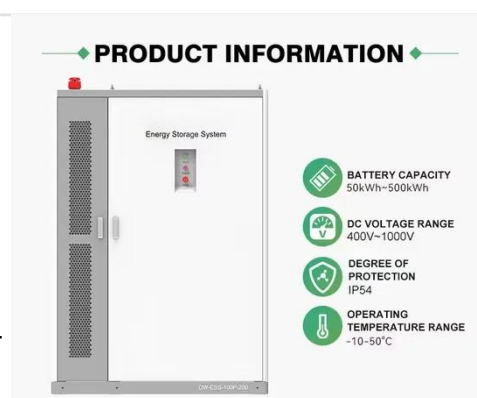 PRODUCT INFORMATION
Energy Storage System
BATTERY CAPACITY
50kWh~500kWh
DC VOLTAGE RANGE
400V~1000V
DEGREE OF
PROTECTION
IP54
OPERATING
TEMPERATURE RANGE
-10-50°C